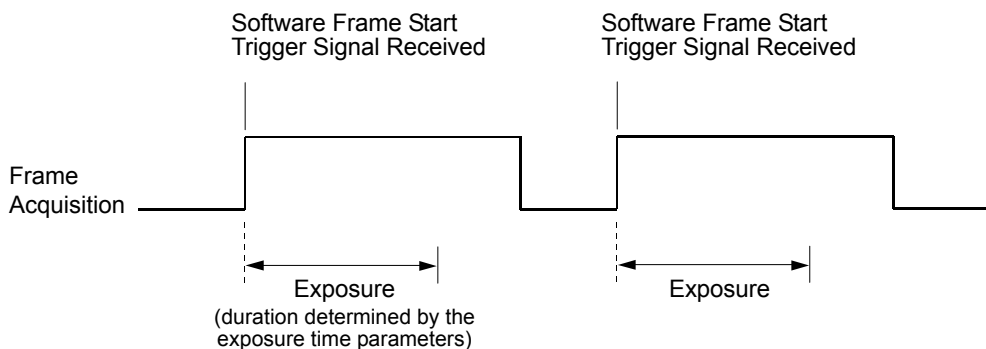 Software Frame Start
Trigger Signal Received
Software Frame Start
Trigger Signal Received
Frame
Acquisition
Exposure
(duration determined by the
exposure time parameters)
Exposure